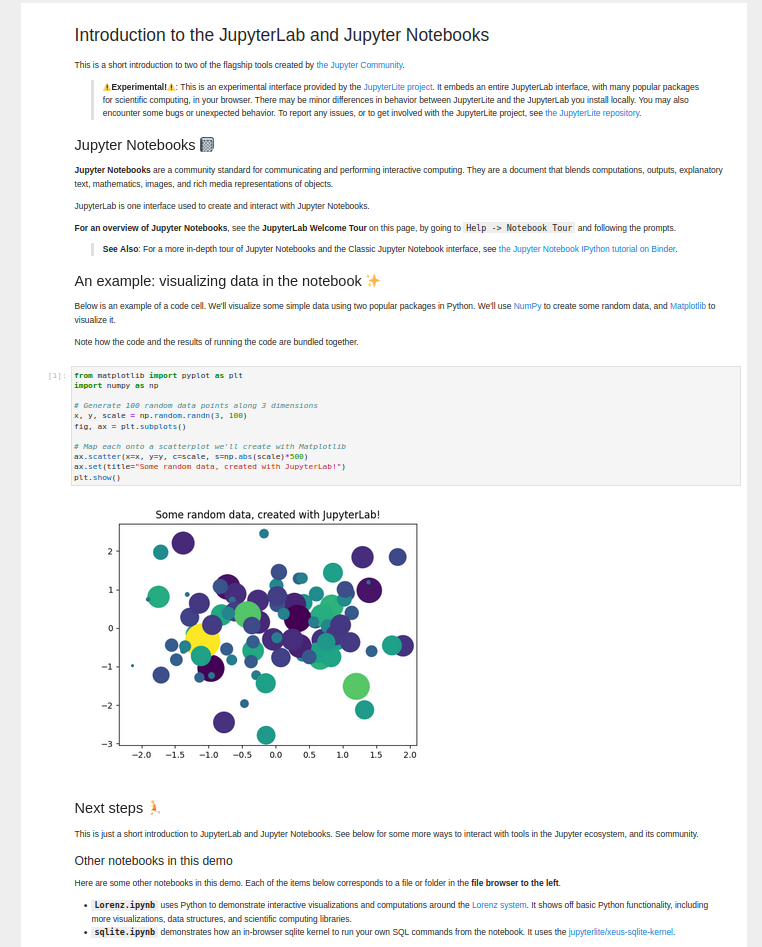 Introduction to the JupyterLab and Jupyter Notebooks
This is a short introduction to two of the flagship tools created by the Jupyter Community.
⚠️Experimental!⚠️: This is an experimental interface provided by the JupyterLite project. It embeds an entire JupyterLab interface, with many popular packages
for scientific computing, in your browser. There may be minor differences in behavior between JupyterLite and the JupyterLab you install locally. You may also
encounter some bugs or unexpected behavior. To report any issues, or to get involved with the JupyterLite project, see the JupyterLite repository.
Jupyter Notebooks 📓
Jupyter Notebooks are a community standard for communicating and performing interactive computing. They are a document that blends computations, outputs, explanatory
text, mathematics, images, and rich media representations of objects.
JupyterLab is one interface used to create and interact with Jupyter Notebooks.
For an overview of Jupyter Notebooks, see the JupyterLab Welcome Tour on this page, by going to Help -> Notebook Tour and following the prompts.
See Also: For a more in-depth tour of Jupyter Notebooks and the Classic Jupyter Notebook interface, see the Jupyter Notebook IPython tutorial on Binder.
An example: visualizing data in the notebook ✨
Below is an example of a code cell. We'll visualize some simple data using two popular packages in Python. We'll use NumPy to create some random data, and Matplotlib to
visualize it.
Note how the code and the results of running the code are bundled together.
[1]: from matplotlib import pyplot as plt
import numpy as np
# Generate 100 random data points along 3 dimensions
x, y, scale = np.random.randn(3, 100)
fig, ax = plt.subplots()
# Map each onto a scatterplot we'll create with Matplotlib
ax.scatter(x=x, y=y, c=scale, s=np.abs(scale)*500)
ax.set(title="Some random data, created with JupyterLab!")
plt.show()
Some random data, created with JupyterLab!
2
1
0
−1
−2
−3
−2.0 −1.5 −1.0 −0.5 0.0 0.5 1.0 1.5 2.0
Next steps 🏃
This is just a short introduction to JupyterLab and Jupyter Notebooks. See below for some more ways to interact with tools in the Jupyter ecosystem, and its community.
Other notebooks in this demo
Here are some other notebooks in this demo. Each of the items below corresponds to a file or folder in the file browser to the left.
• Lorenz.ipynb uses Python to demonstrate interactive visualizations and computations around the Lorenz system. It shows off basic Python functionality, including
more visualizations, data structures, and scientific computing libraries.
• sqlite.ipynb demonstrates how an in-browser sqlite kernel to run your own SQL commands from the notebook. It uses the jupyterlite/xeus-sqlite-kernel.